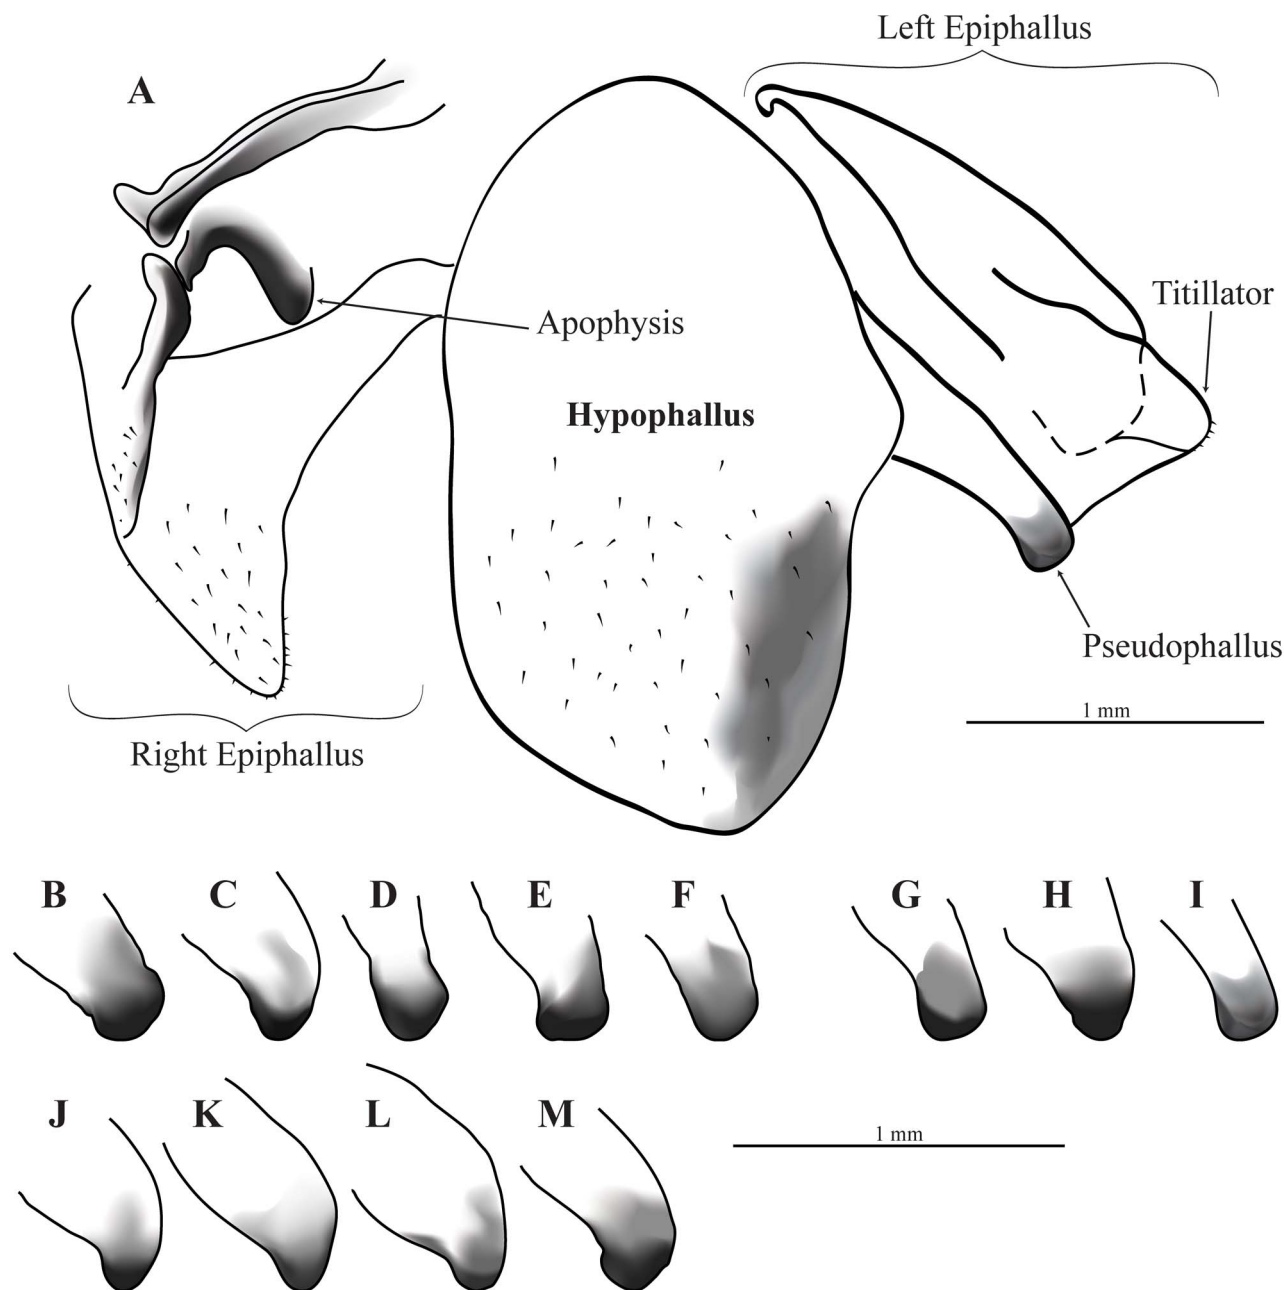 Left Epiphallus
A
Titillator
Apophysis
Hypophallus
Pseudophallus
1 mm
Right Epiphallus
B
C
D
E
F
G
H
I
J
K
L
M
1 mm